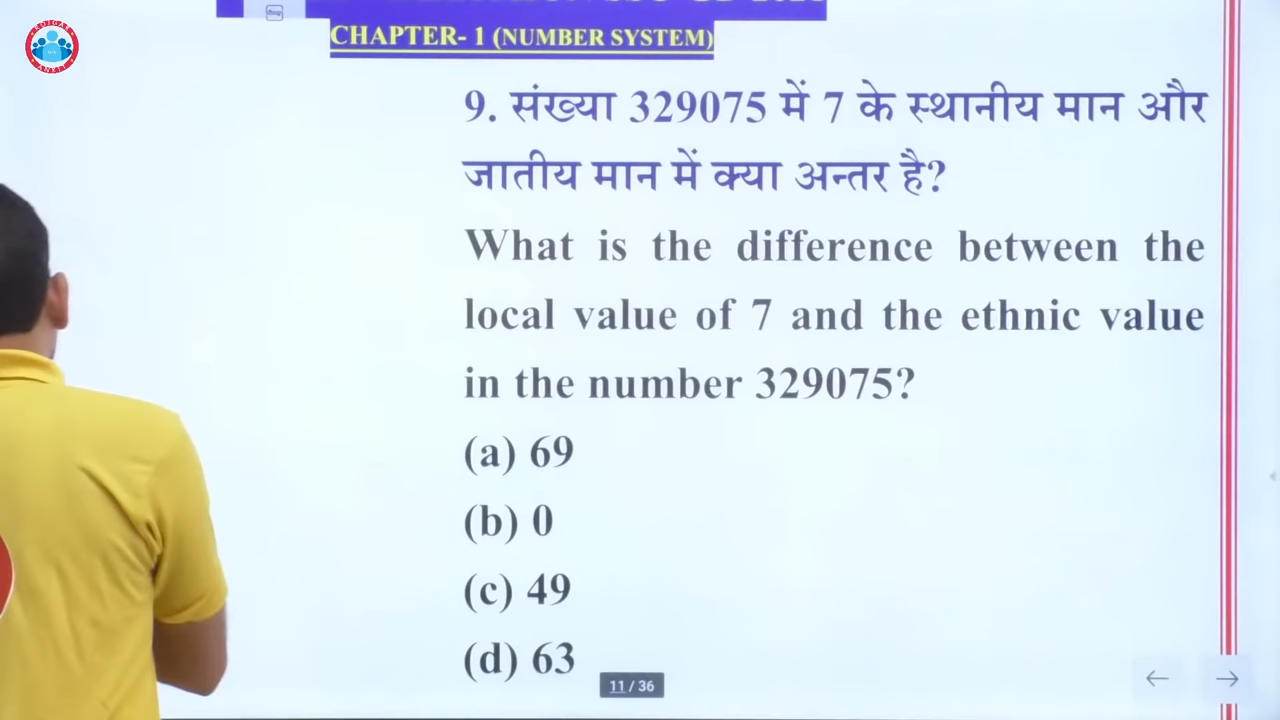 CHAPTER- 1 (NUMBER SYSTEM)
9. संख्या 329075 में 7 के स्थानीय मान और
जातीय मान में क्या अन्तर है?
What is the difference between the
local value of 7 and the ethnic value
in the number 329075?
(a) 69
(b) 0
(c) 49
(d) 63
11 / 36